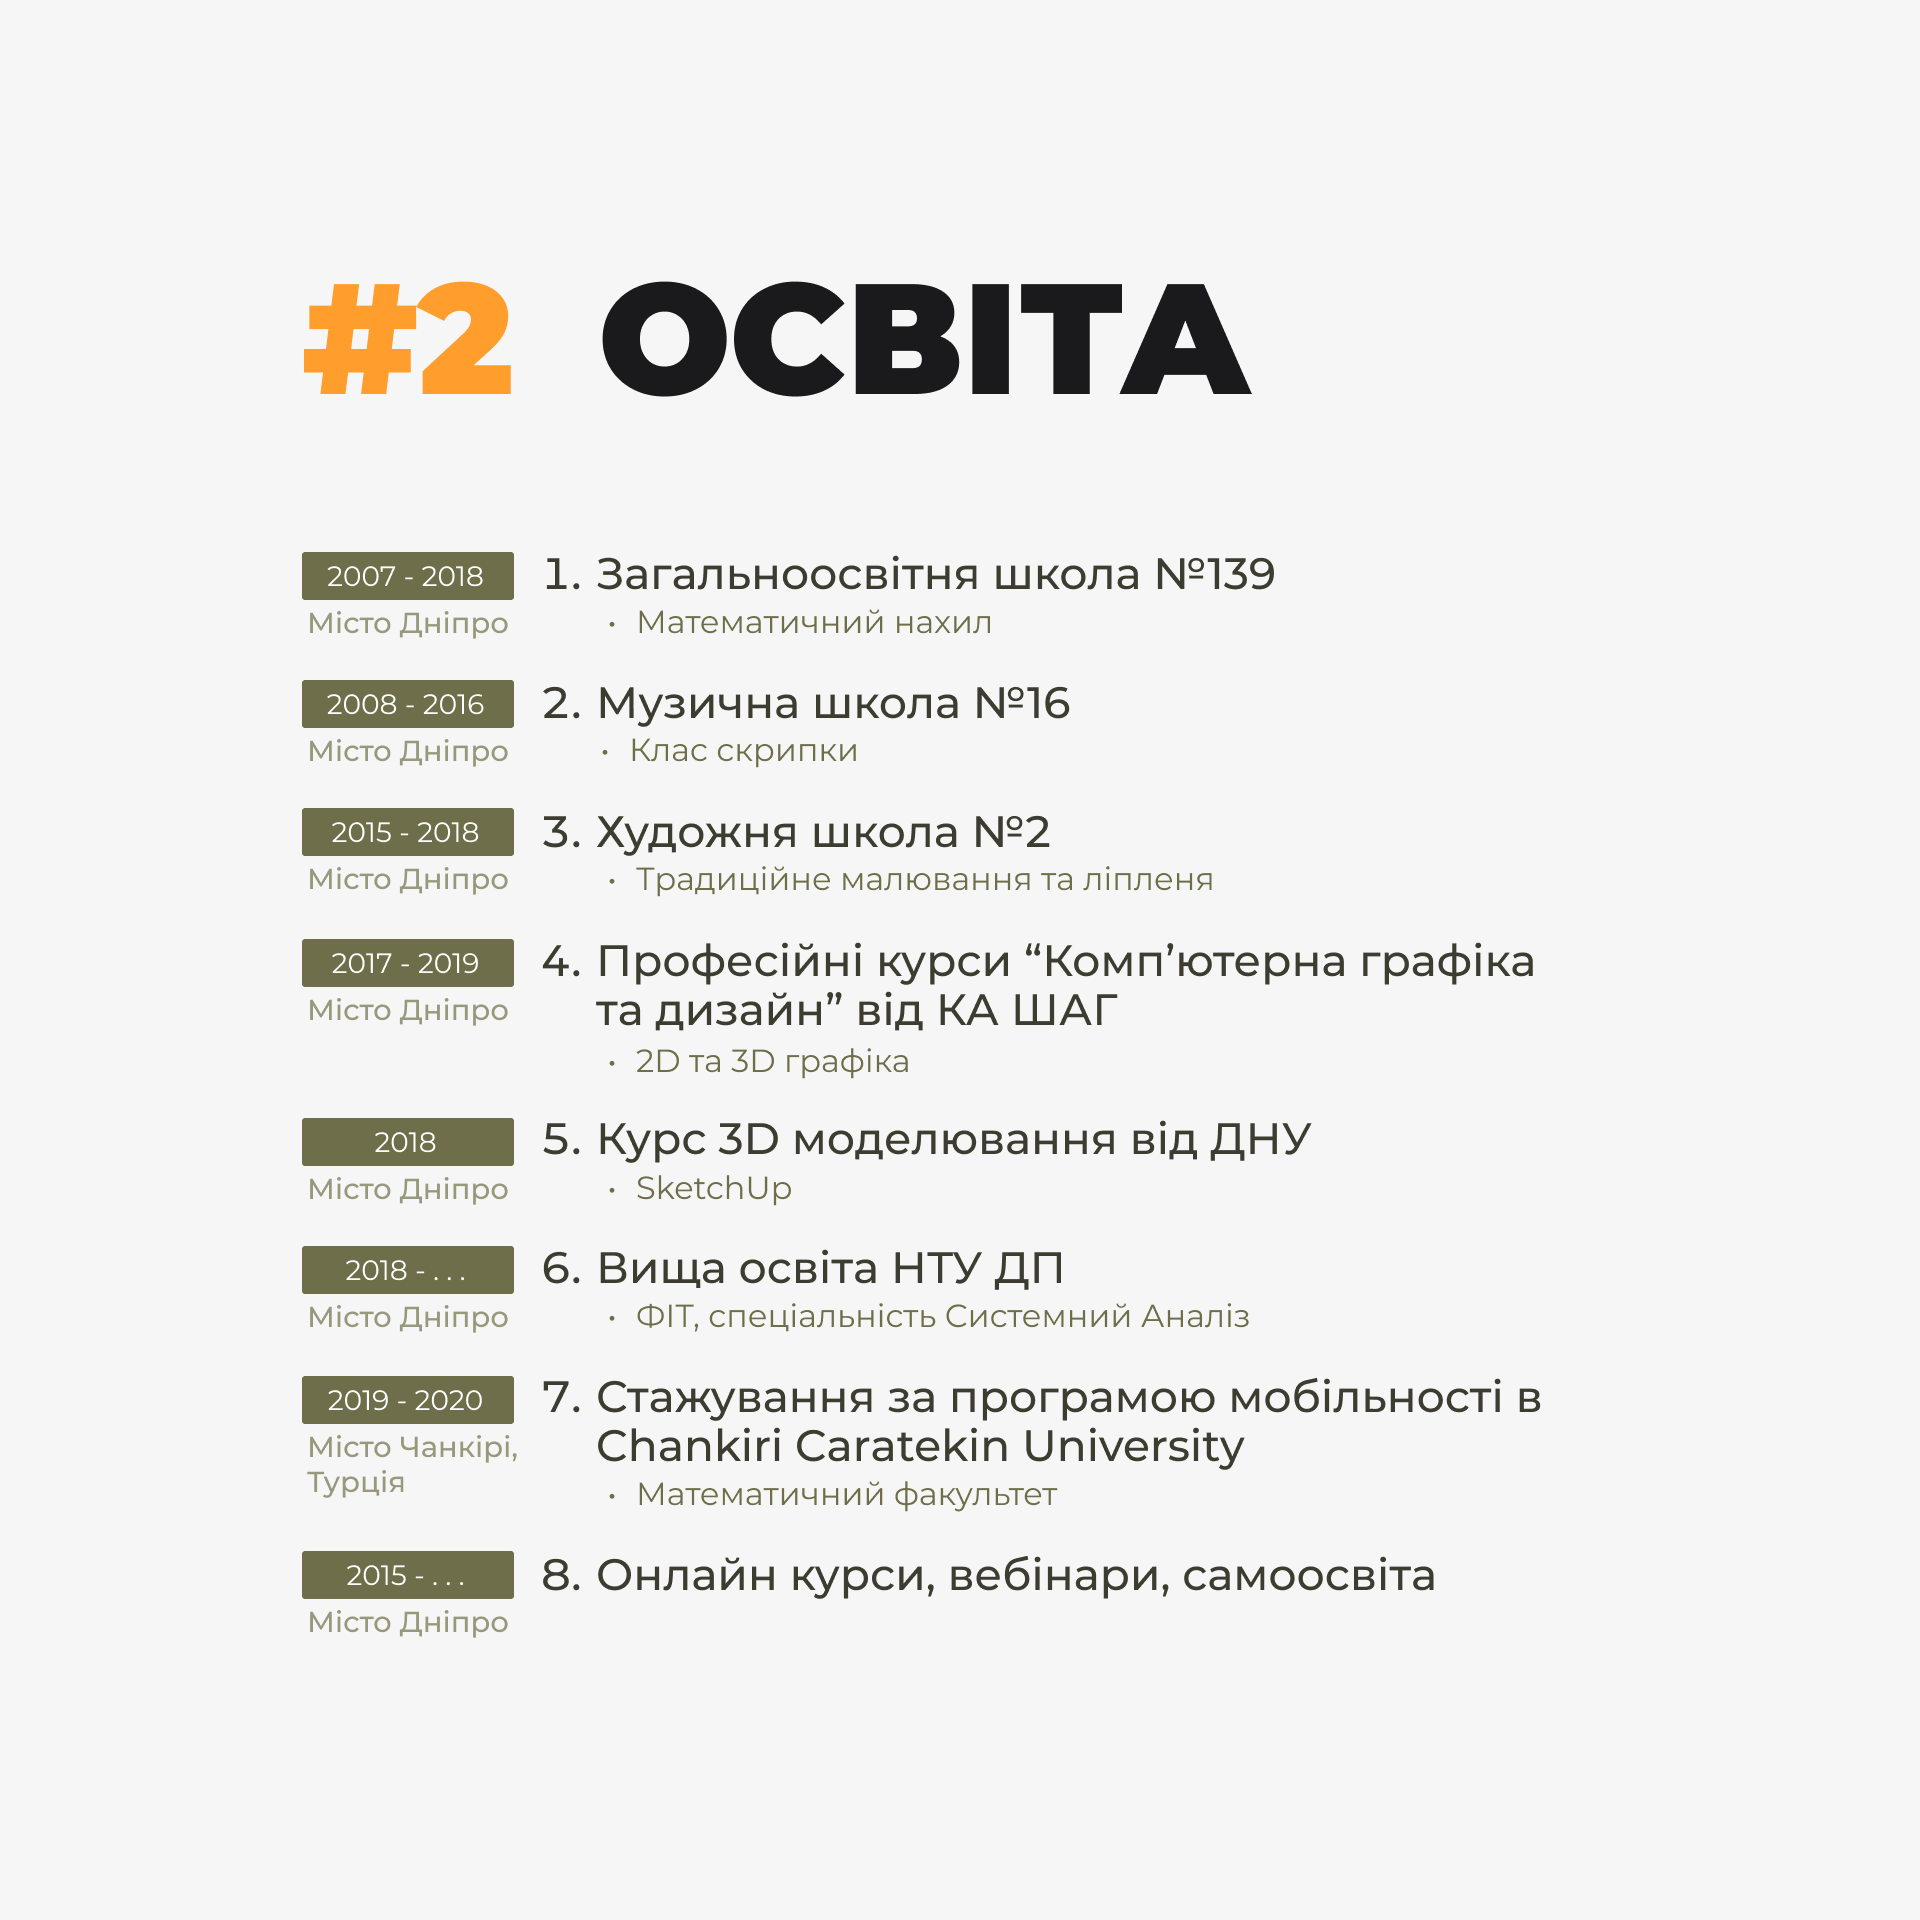 #2 ОСВІТА
2007 - 2018
Місто Дніпро
1. Загальноосвітня школа №139
• Математичний нахил
2008 - 2016
Місто Дніпро
2. Музична школа №16
• Клас скрипки
2015 - 2018
Місто Дніпро
3. Художня школа №2
• Традиційне малювання та ліпленя
2017 - 2019
Місто Дніпро
4. Професійні курси “Комп’ютерна графіка
та дизайн” від КА ШАГ
• 2D та 3D графіка
2018
Місто Дніпро
5. Курс 3D моделювання від ДНУ
• SketchUp
2018 - . . .
Місто Дніпро
6. Вища освіта НТУ ДП
• ФІТ, спеціальність Системний Аналіз
2019 - 2020
Місто Чанкірі,
Турція
7. Стажування за програмою мобільності в
Chankiri Caratekin University
• Математичний факультет
2015 - . . .
Місто Дніпро
8. Онлайн курси, вебінари, самоосвіта